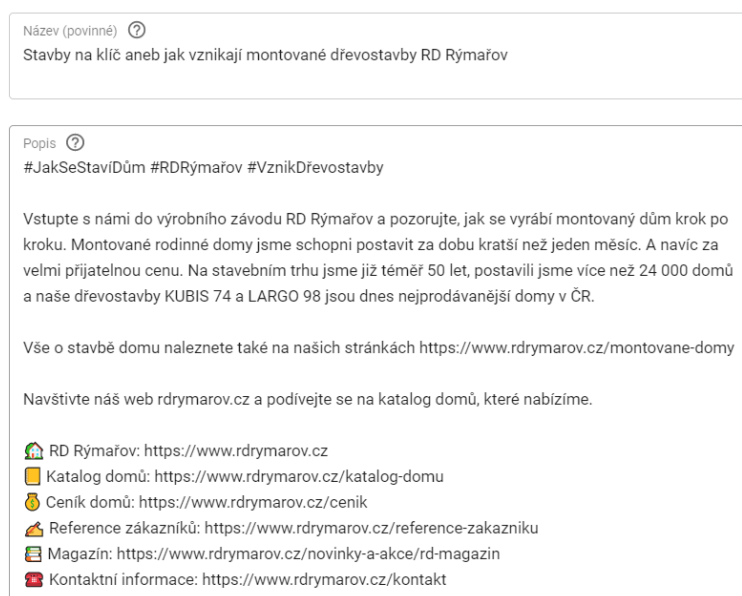 Název (povinné)
Stavby na klíč aneb jak vznikají montované dřevostavby RD Rýmařov
Popis
#JakSeStavíDům #RDRýmařov #VznikDřevostavby
Vstupte s námi do výrobního závodu RD Rýmařov a pozorujte, jak se vyrábí montovaný dům krok po
kroku. Montované rodinné domy jsme schopni postavit za dobu kratší než jeden měsíc. A navíc za
velmi přijatelnou cenu. Na stavebním trhu jsme již téměř 50 let, postavili jsme více než 24 000 domů
a naše dřevostavby KUBIS 74 a LARGO 98 jsou dnes nejprodávanější domy v ČR.
Vše o stavbě domu naleznete také na našich stránkách https://www.rdrymarov.cz/montovane-domy
Navštivte náš web rdrymarov.cz a podívejte se na katalog domů, které nabízíme.
🏠 RD Rýmařov: https://www.rdrymarov.cz
📒 Katalog domů: https://www.rdrymarov.cz/katalog-domu
💰 Ceník domů: https://www.rdrymarov.cz/cenik
✍ Reference zákazníků: https://www.rdrymarov.cz/reference-zakazniku
📚 Magazín: https://www.rdrymarov.cz/novinky-a-akce/rd-magazin
☎ Kontaktní informace: https://www.rdrymarov.cz/kontakt